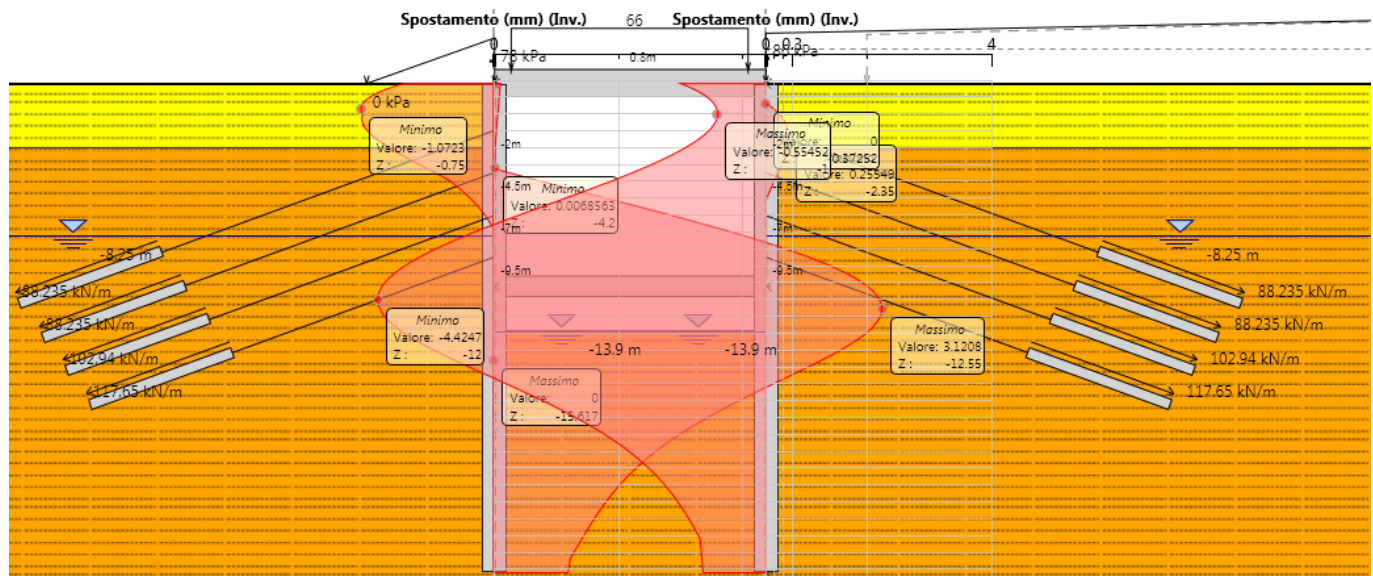 Spostamento (mm) (Inv.)
66
Spostamento (mm) (Inv.)
0
0
0.3
4
78 kPa
0.8m
0 kPa
Minimo
Valore: -1.0723
Z : -0.75
Massimo
Valore: -0.55452
Z : -1
Minimo
Valore: 0
-0.37252
0.25549
-2.35
-2m
-2m
-4.5m
-4.5m
Minimo
Valore: 0.0068563
Z : -4.2
-7m
-7m
-8.25 m
-8.25 m
-9.5m
-9.5m
88.235 kN/m
88.235 kN/m
88.235 kN/m
88.235 kN/m
Minimo
Valore: -4.4247
Z : -12
Massimo
Valore: 3.1208
Z : -12.55
-13.9 m
-13.9 m
102.94 kN/m
102.94 kN/m
Massimo
Valore: 0
Z : -15.617
117.65 kN/m
117.65 kN/m